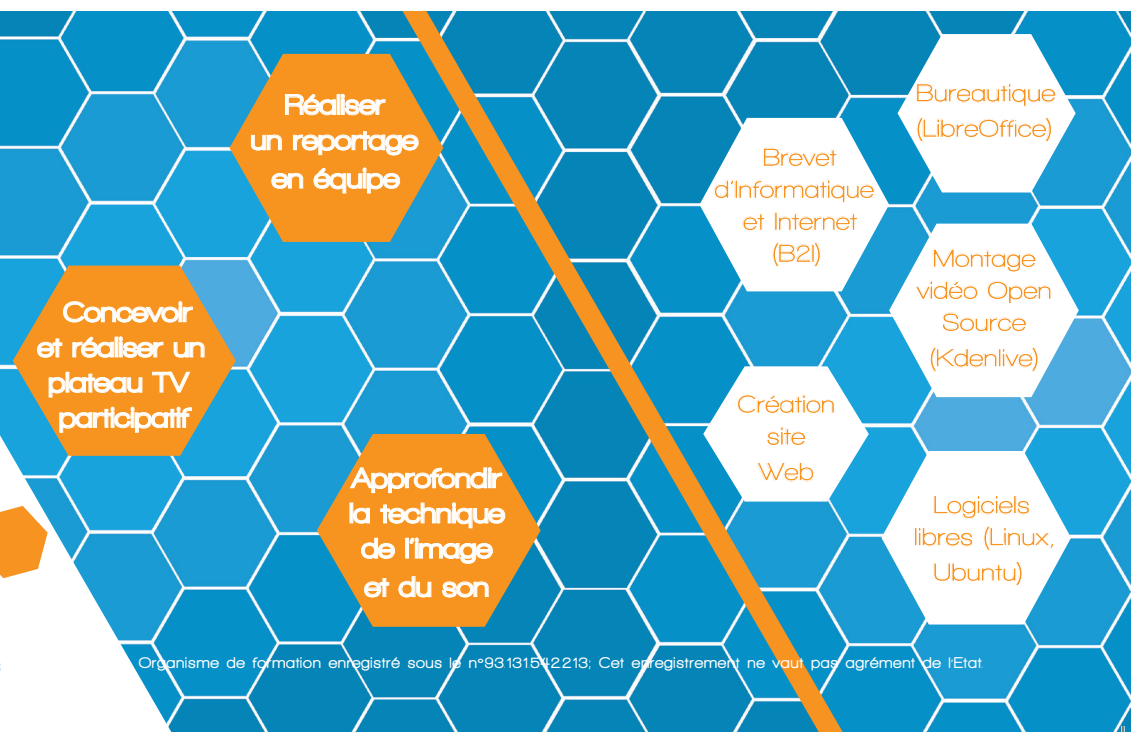 Réaliser
un reportage
en équipe
Concevoir
et réaliser un
plateau TV
participatif
Approfondir
la technique
de l'image
et du son
Bureautique
(LibreOffice)
Brevet
d'Informatique
et Internet
(B2I)
Montage
vidéo Open
Source
(Kdenlive)
Création
site
Web
Logiciels
libres (Linux,
Ubuntu)
Organisme de formation enregistré sous le n°93131542213; Cet enregistrement ne vaut pas agrément de l'Etat.